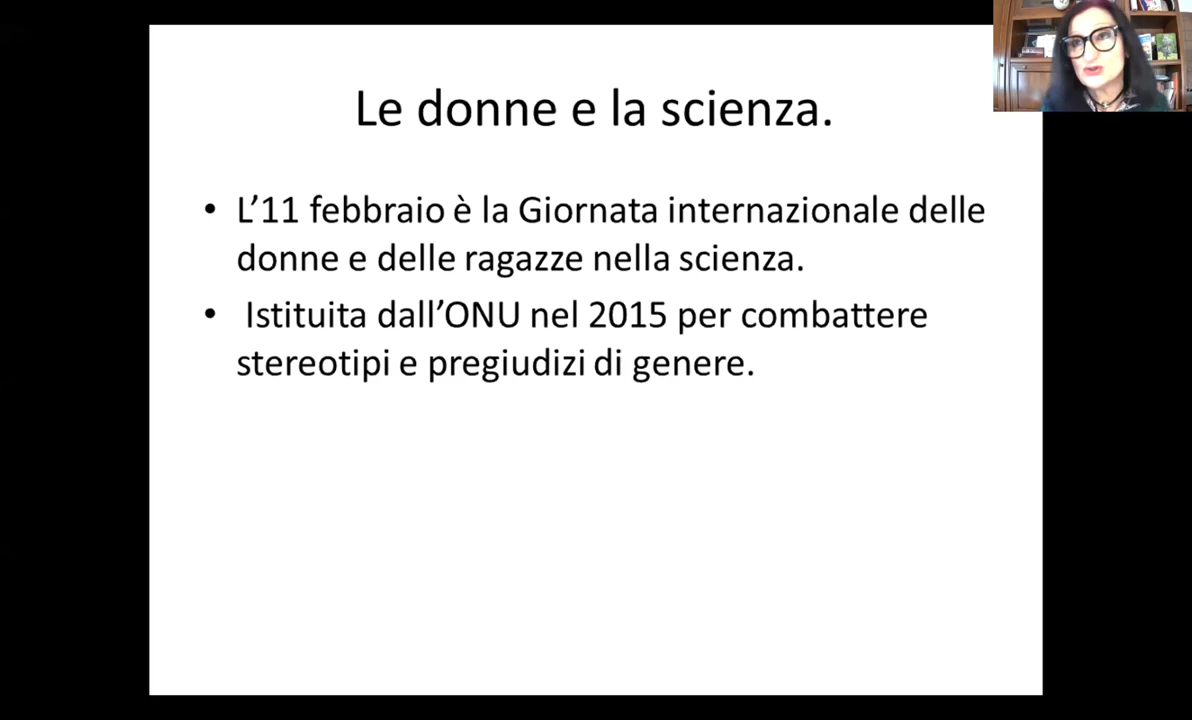 Le donne e la scienza.
• L’11 febbraio è la Giornata internazionale delle
donne e delle ragazze nella scienza.
• Istituita dall’ONU nel 2015 per combattere
stereotipi e pregiudizi di genere.